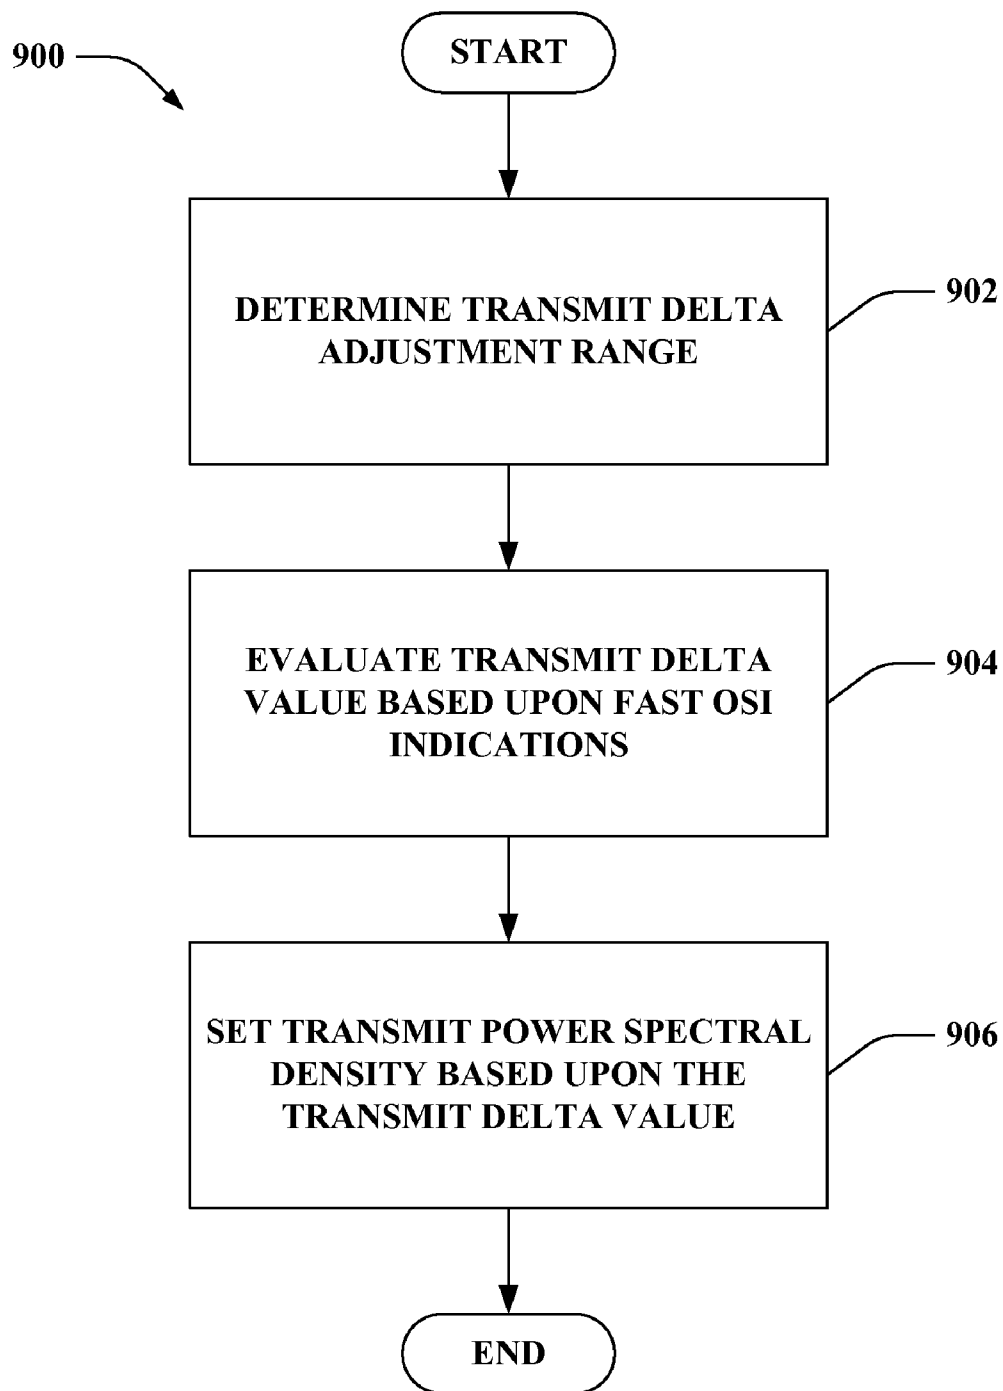 900
START
DETERMINE TRANSMIT DELTA
ADJUSTMENT RANGE
902
EVALUATE TRANSMIT DELTA
VALUE BASED UPON FAST OSI
INDICATIONS
904
SET TRANSMIT POWER SPECTRAL
DENSITY BASED UPON THE
TRANSMIT DELTA VALUE
906
END